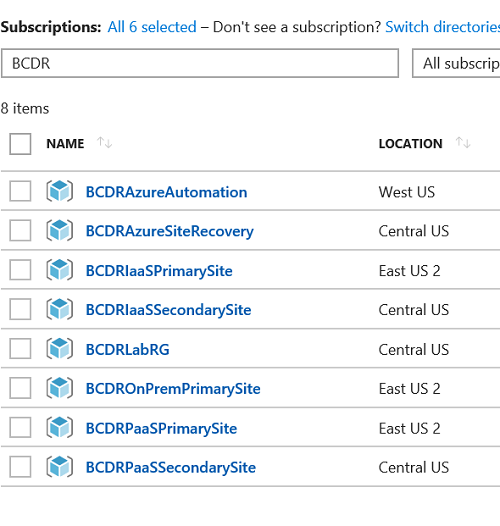 Subscriptions: All 6 selected – Don't see a subscription? Switch directories
BCDR All subscrip
8 items
NAME LOCATION
BCDRAzureAutomation West US
BCDRAzureSiteRecovery Central US
BCDRIaaSPrimarySite East US 2
BCDRIaaSSecondarySite Central US
BCDRLabRG Central US
BCDROnPremPrimarySite East US 2
BCDRPaaSPrimarySite East US 2
BCDRPaaSSecondarySite Central US